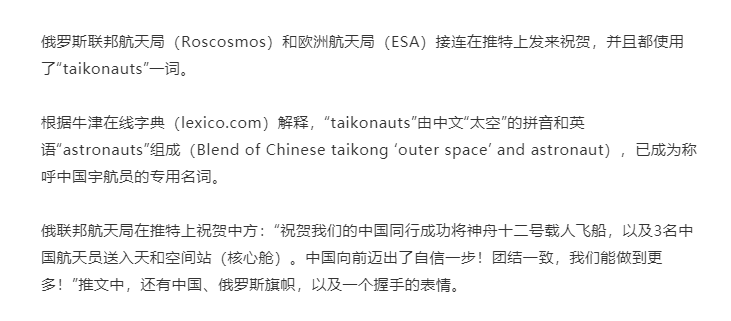 俄罗斯联邦航天局（Roscosmos）和欧洲航天局（ESA）接连在推特上发来祝贺，并且都使用
了“taikonauts”一词。
根据牛津在线字典（lexico.com）解释，“taikonauts”由中文“太空”的拼音和英
语“astronauts”组成（Blend of Chinese taikong ‘outer space’ and astronaut），已成为称
呼中国宇航员的专用名词。
俄联邦航天局在推特上祝贺中方：“祝贺我们的中国同行成功将神舟十二号载人飞船，以及3名中
国航天员送入天和空间站（核心舱）。中国向前迈出了自信一步！团结一致，我们能做到更
多！”推文中，还有中国、俄罗斯旗帜，以及一个握手的表情。